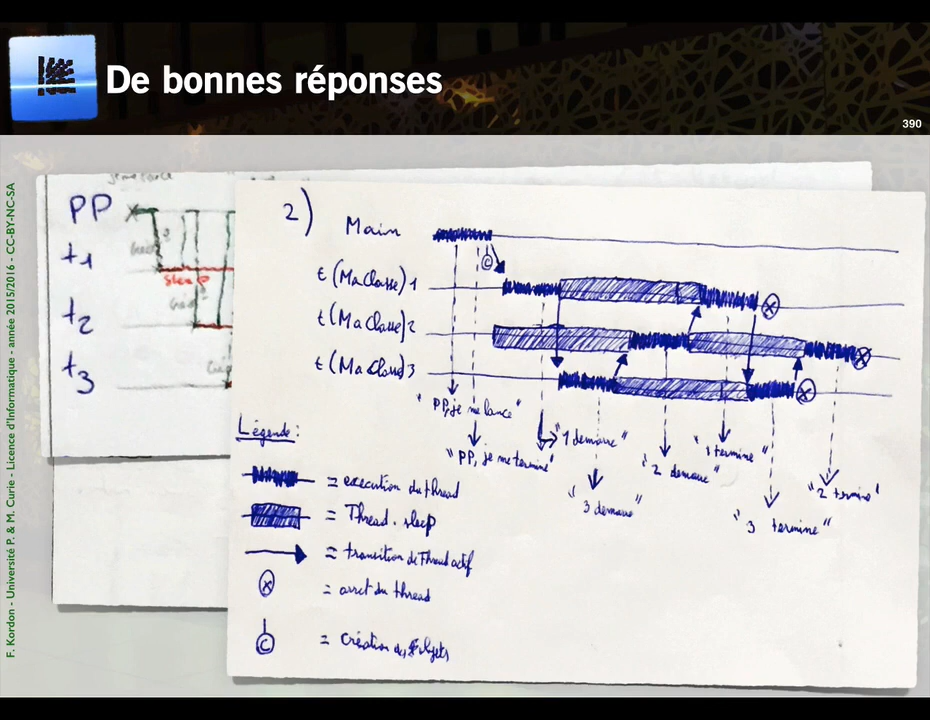 De bonnes réponses
390
F. Kordon - Université P. & M. Curie - Licence d'Informatique - année 2015/2016 - CC-BY-NC-SA
PP
t1
sleep
t2
t3
2)
Main
C
t (MaClasse) 1
t (MaClasse) 2
t (MaClasse) 3
"PP, je me lance"
"PP, je me termine"
"1 demarre"
"3 demarre"
"2 demarre"
"1 termine"
"3 termine"
"2 termine"
Légende :
= execution du thread
= Thread.sleep
= transition de Thread actif
= arret du thread
C
= création des objets